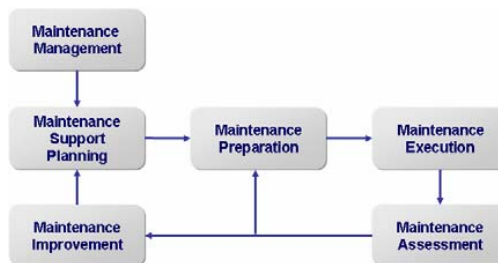 Maintenance
Management
Maintenance
Support
Planning
Maintenance
Preparation
Maintenance
Execution
Maintenance
Improvement
Maintenance
Assessment